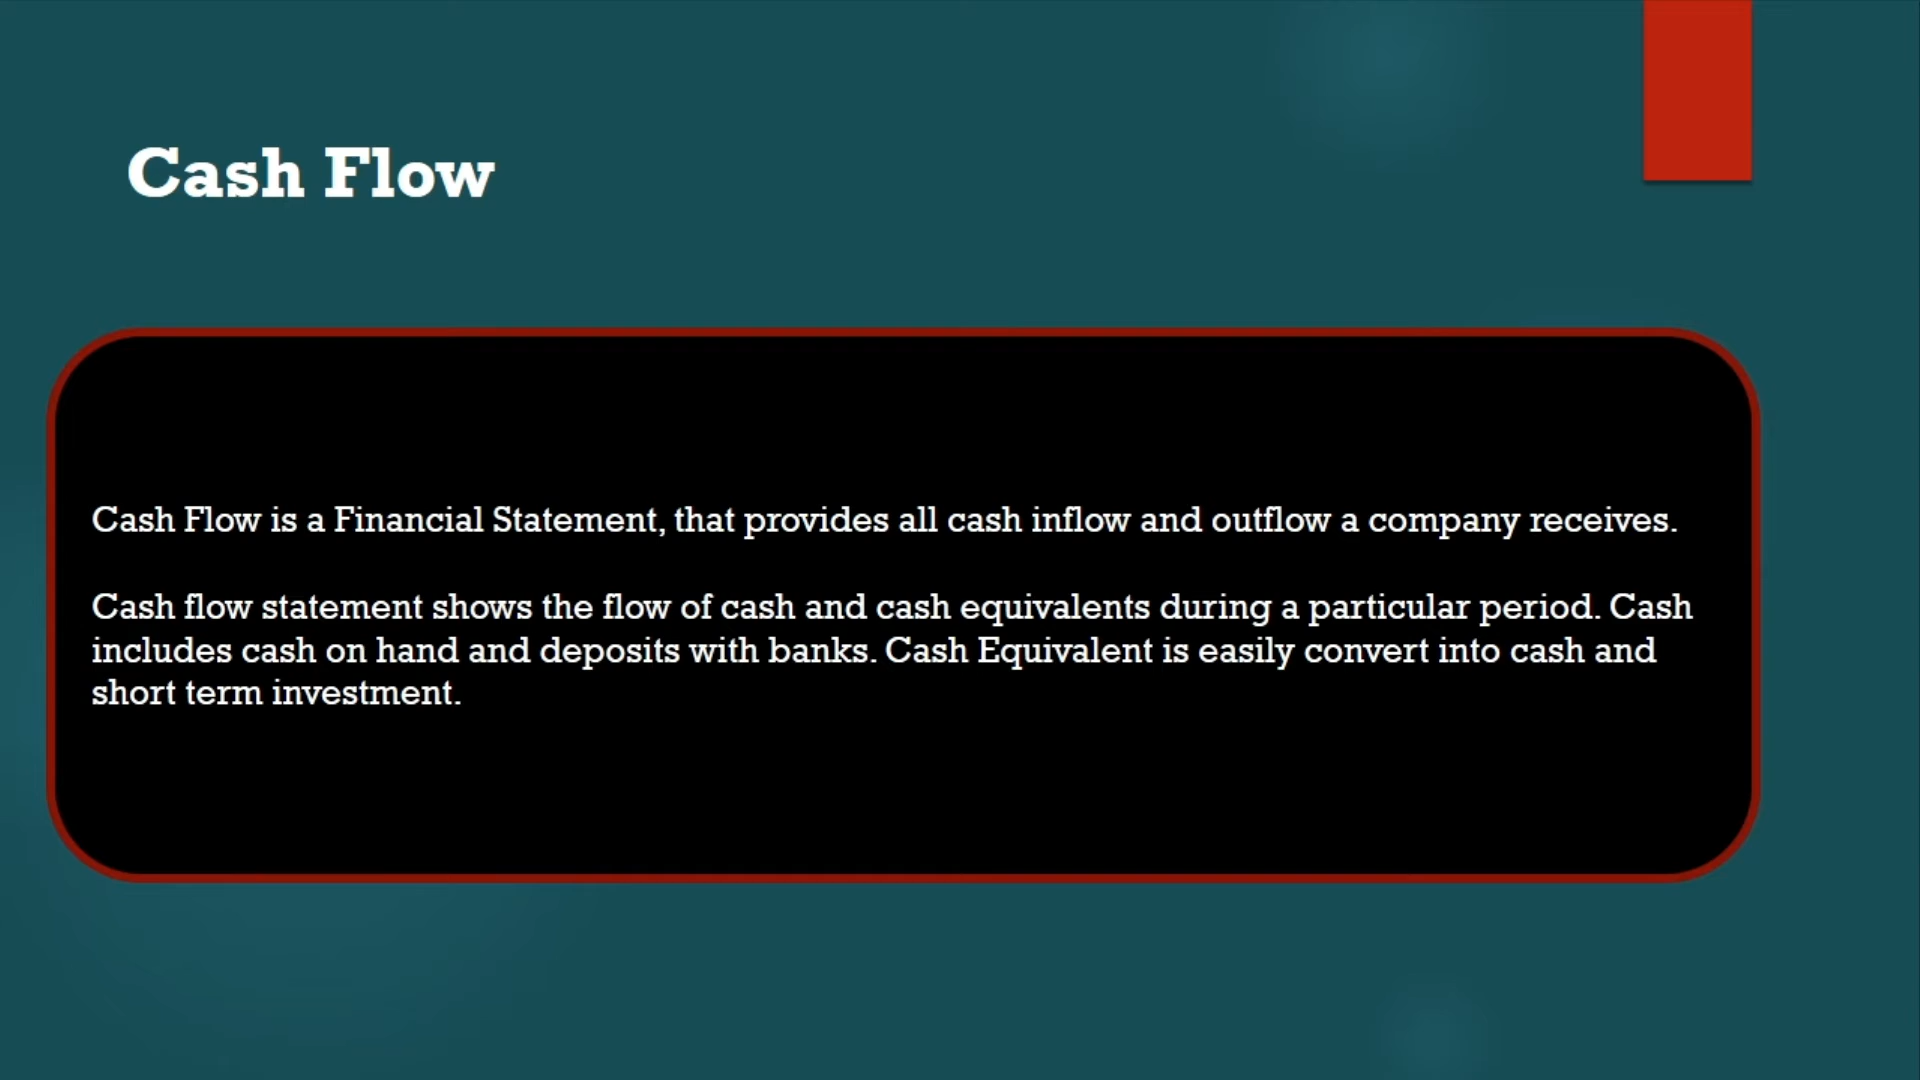 Cash Flow
Cash Flow is a Financial Statement, that provides all cash inflow and outflow a company receives.
Cash flow statement shows the flow of cash and cash equivalents during a particular period. Cash
includes cash on hand and deposits with banks. Cash Equivalent is easily convert into cash and
short term investment.